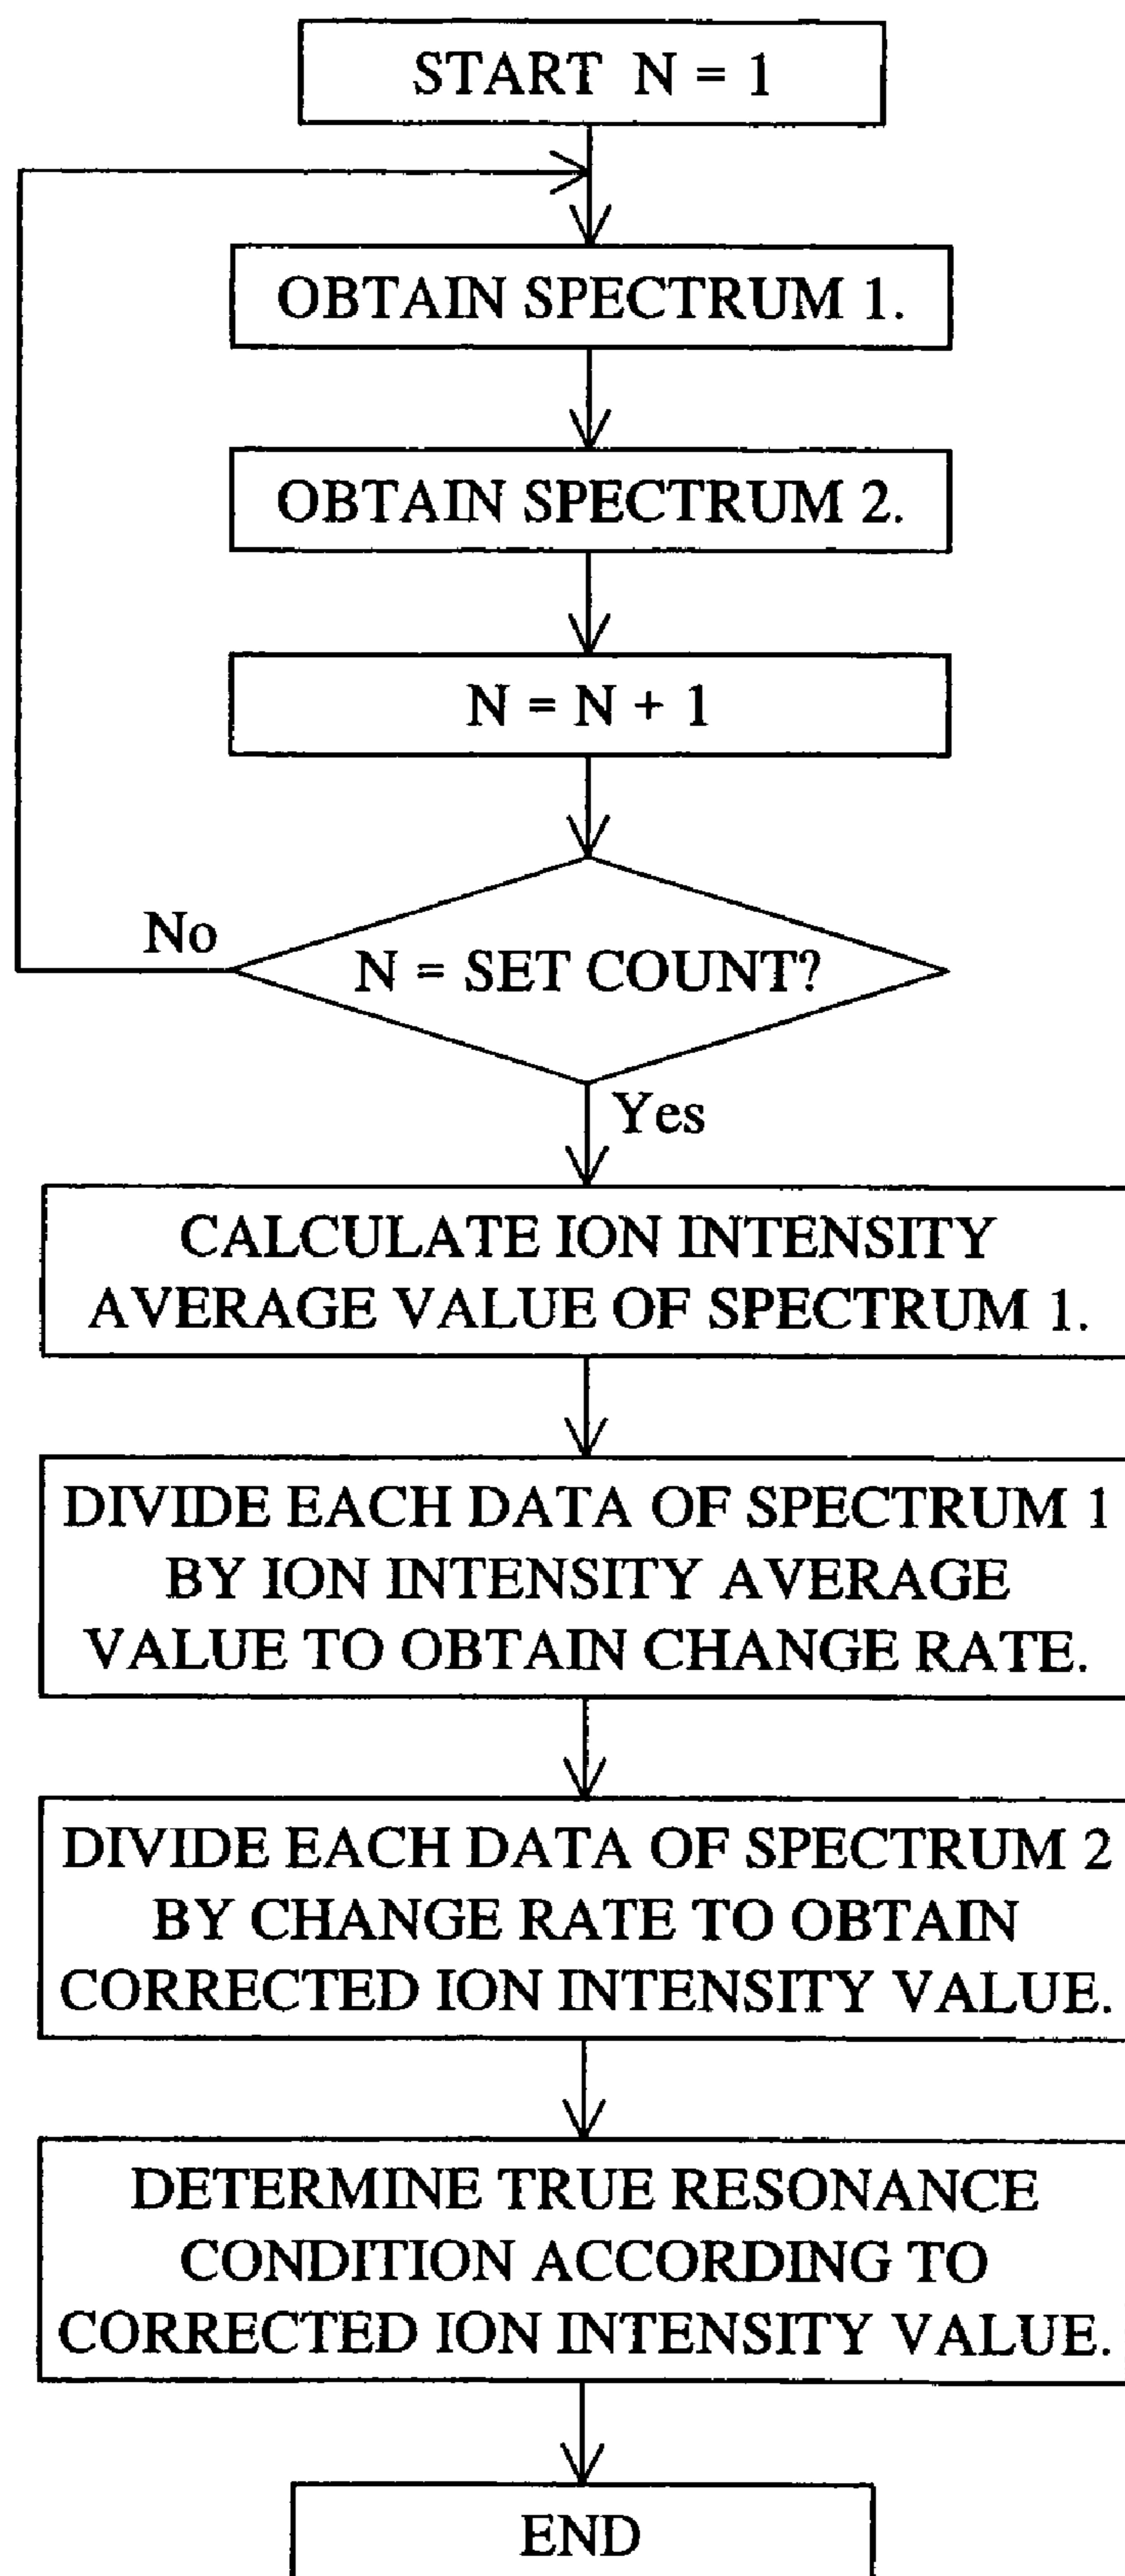 START N = 1
OBTAIN SPECTRUM 1.
OBTAIN SPECTRUM 2.
N = N + 1
No
N = SET COUNT?
Yes
CALCULATE ION INTENSITY
AVERAGE VALUE OF SPECTRUM 1.
DIVIDE EACH DATA OF SPECTRUM 1
BY ION INTENSITY AVERAGE
VALUE TO OBTAIN CHANGE RATE.
DIVIDE EACH DATA OF SPECTRUM 2
BY CHANGE RATE TO OBTAIN
CORRECTED ION INTENSITY VALUE.
DETERMINE TRUE RESONANCE
CONDITION ACCORDING TO
CORRECTED ION INTENSITY VALUE.
END